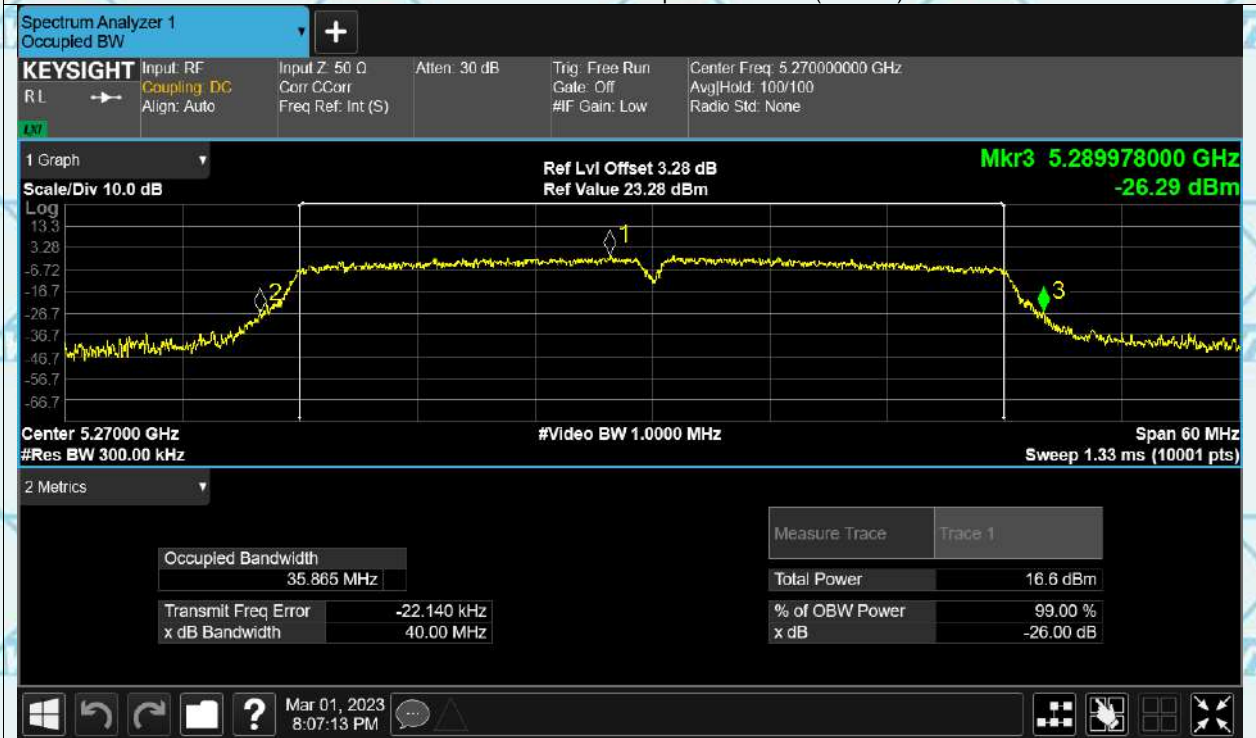 Spectrum Analyzer 1
Occupied BW
+
KEYSIGHT Input: RF Input Z: 50 Ω Atten: 30 dB Trig: Free Run Center Freq: 5.270000000 GHz
RL Coupling: DC Corr CCorr Gate: Off Avg|Hold: 100/100
Align: Auto Freq Ref: Int (S) #IF Gain: Low Radio Std: None
LXI
1 Graph Ref Lvl Offset 3.28 dB Mkr3 5.289978000 GHz
Scale/Div 10.0 dB Ref Value 23.28 dBm -26.29 dBm
Log
13.3
3.28
-6.72
-16.7
-26.7
-36.7
-46.7
-56.7
-66.7
1
2
3
Center 5.27000 GHz #Video BW 1.0000 MHz Span 60 MHz
#Res BW 300.00 kHz Sweep 1.33 ms (10001 pts)
2 Metrics
Measure Trace Trace 1
Occupied Bandwidth
35.865 MHz Total Power 16.6 dBm
Transmit Freq Error -22.140 kHz % of OBW Power 99.00 %
x dB Bandwidth 40.00 MHz x dB -26.00 dB
? Mar 01, 2023
8:07:13 PM